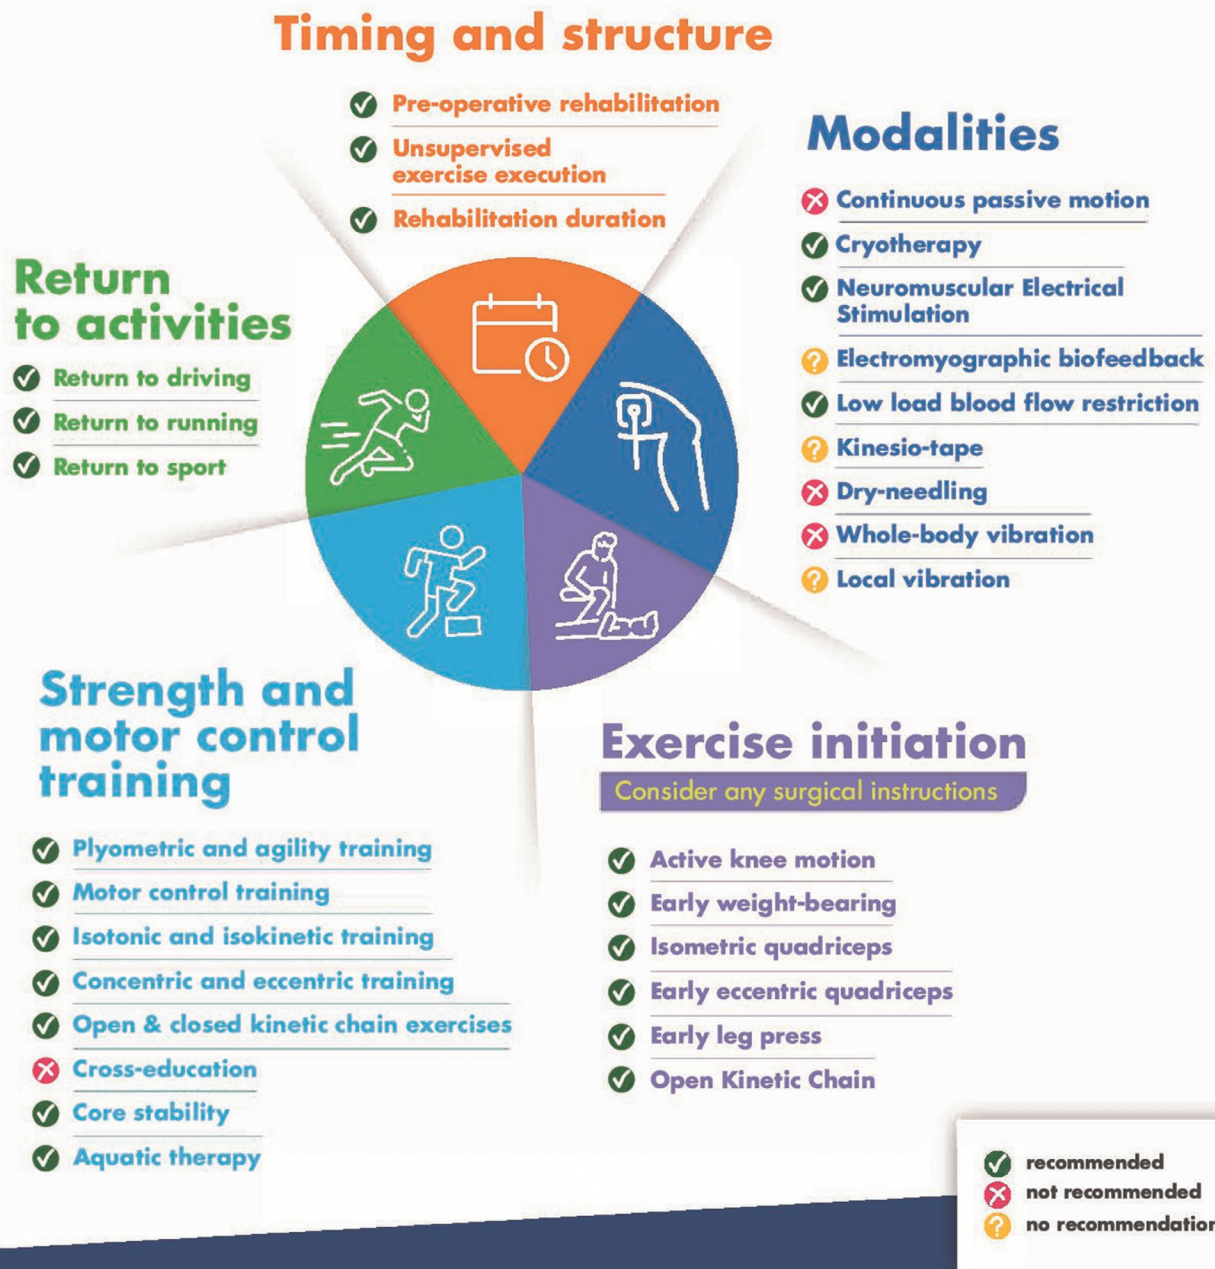 Timing and structure
Pre-operative rehabilitation
Unsupervised
exercise execution
Rehabilitation duration
Modalities
Continuous passive motion
Cryotherapy
Neuromuscular Electrical
Stimulation
Electromyographic biofeedback
Low load blood flow restriction
Kinesio-tape
Dry-needling
Whole-body vibration
Local vibration
Return
to activities
Return to driving
Return to running
Return to sport
Strength and
motor control
training
Plyometric and agility training
Motor control training
Isotonic and isokinetic training
Concentric and eccentric training
Open & closed kinetic chain exercises
Cross-education
Core stability
Aquatic therapy
Exercise initiation
Consider any surgical instructions
Active knee motion
Early weight-bearing
Isometric quadriceps
Early eccentric quadriceps
Early leg press
Open Kinetic Chain
recommended
not recommended
no recommendation